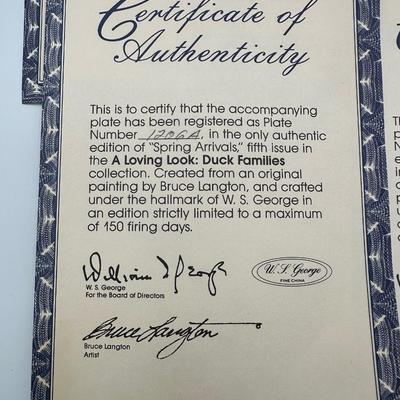 Certificate of
Authenticity
This is to certify that the accompanying
plate has been registered as Plate
Number 1206A, in the only authentic
edition of "Spring Arrivals," fifth issue in
the A Loving Look: Duck Families
collection. Created from an original
painting by Bruce Langton, and crafted
under the hallmark of W. S. George in
an edition strictly limited to a maximum
of 150 firing days.
William S George
W. S. George
For the Board of Directors
W. S. George
FINE CHINA
Bruce Langton
Bruce Langton
Artist